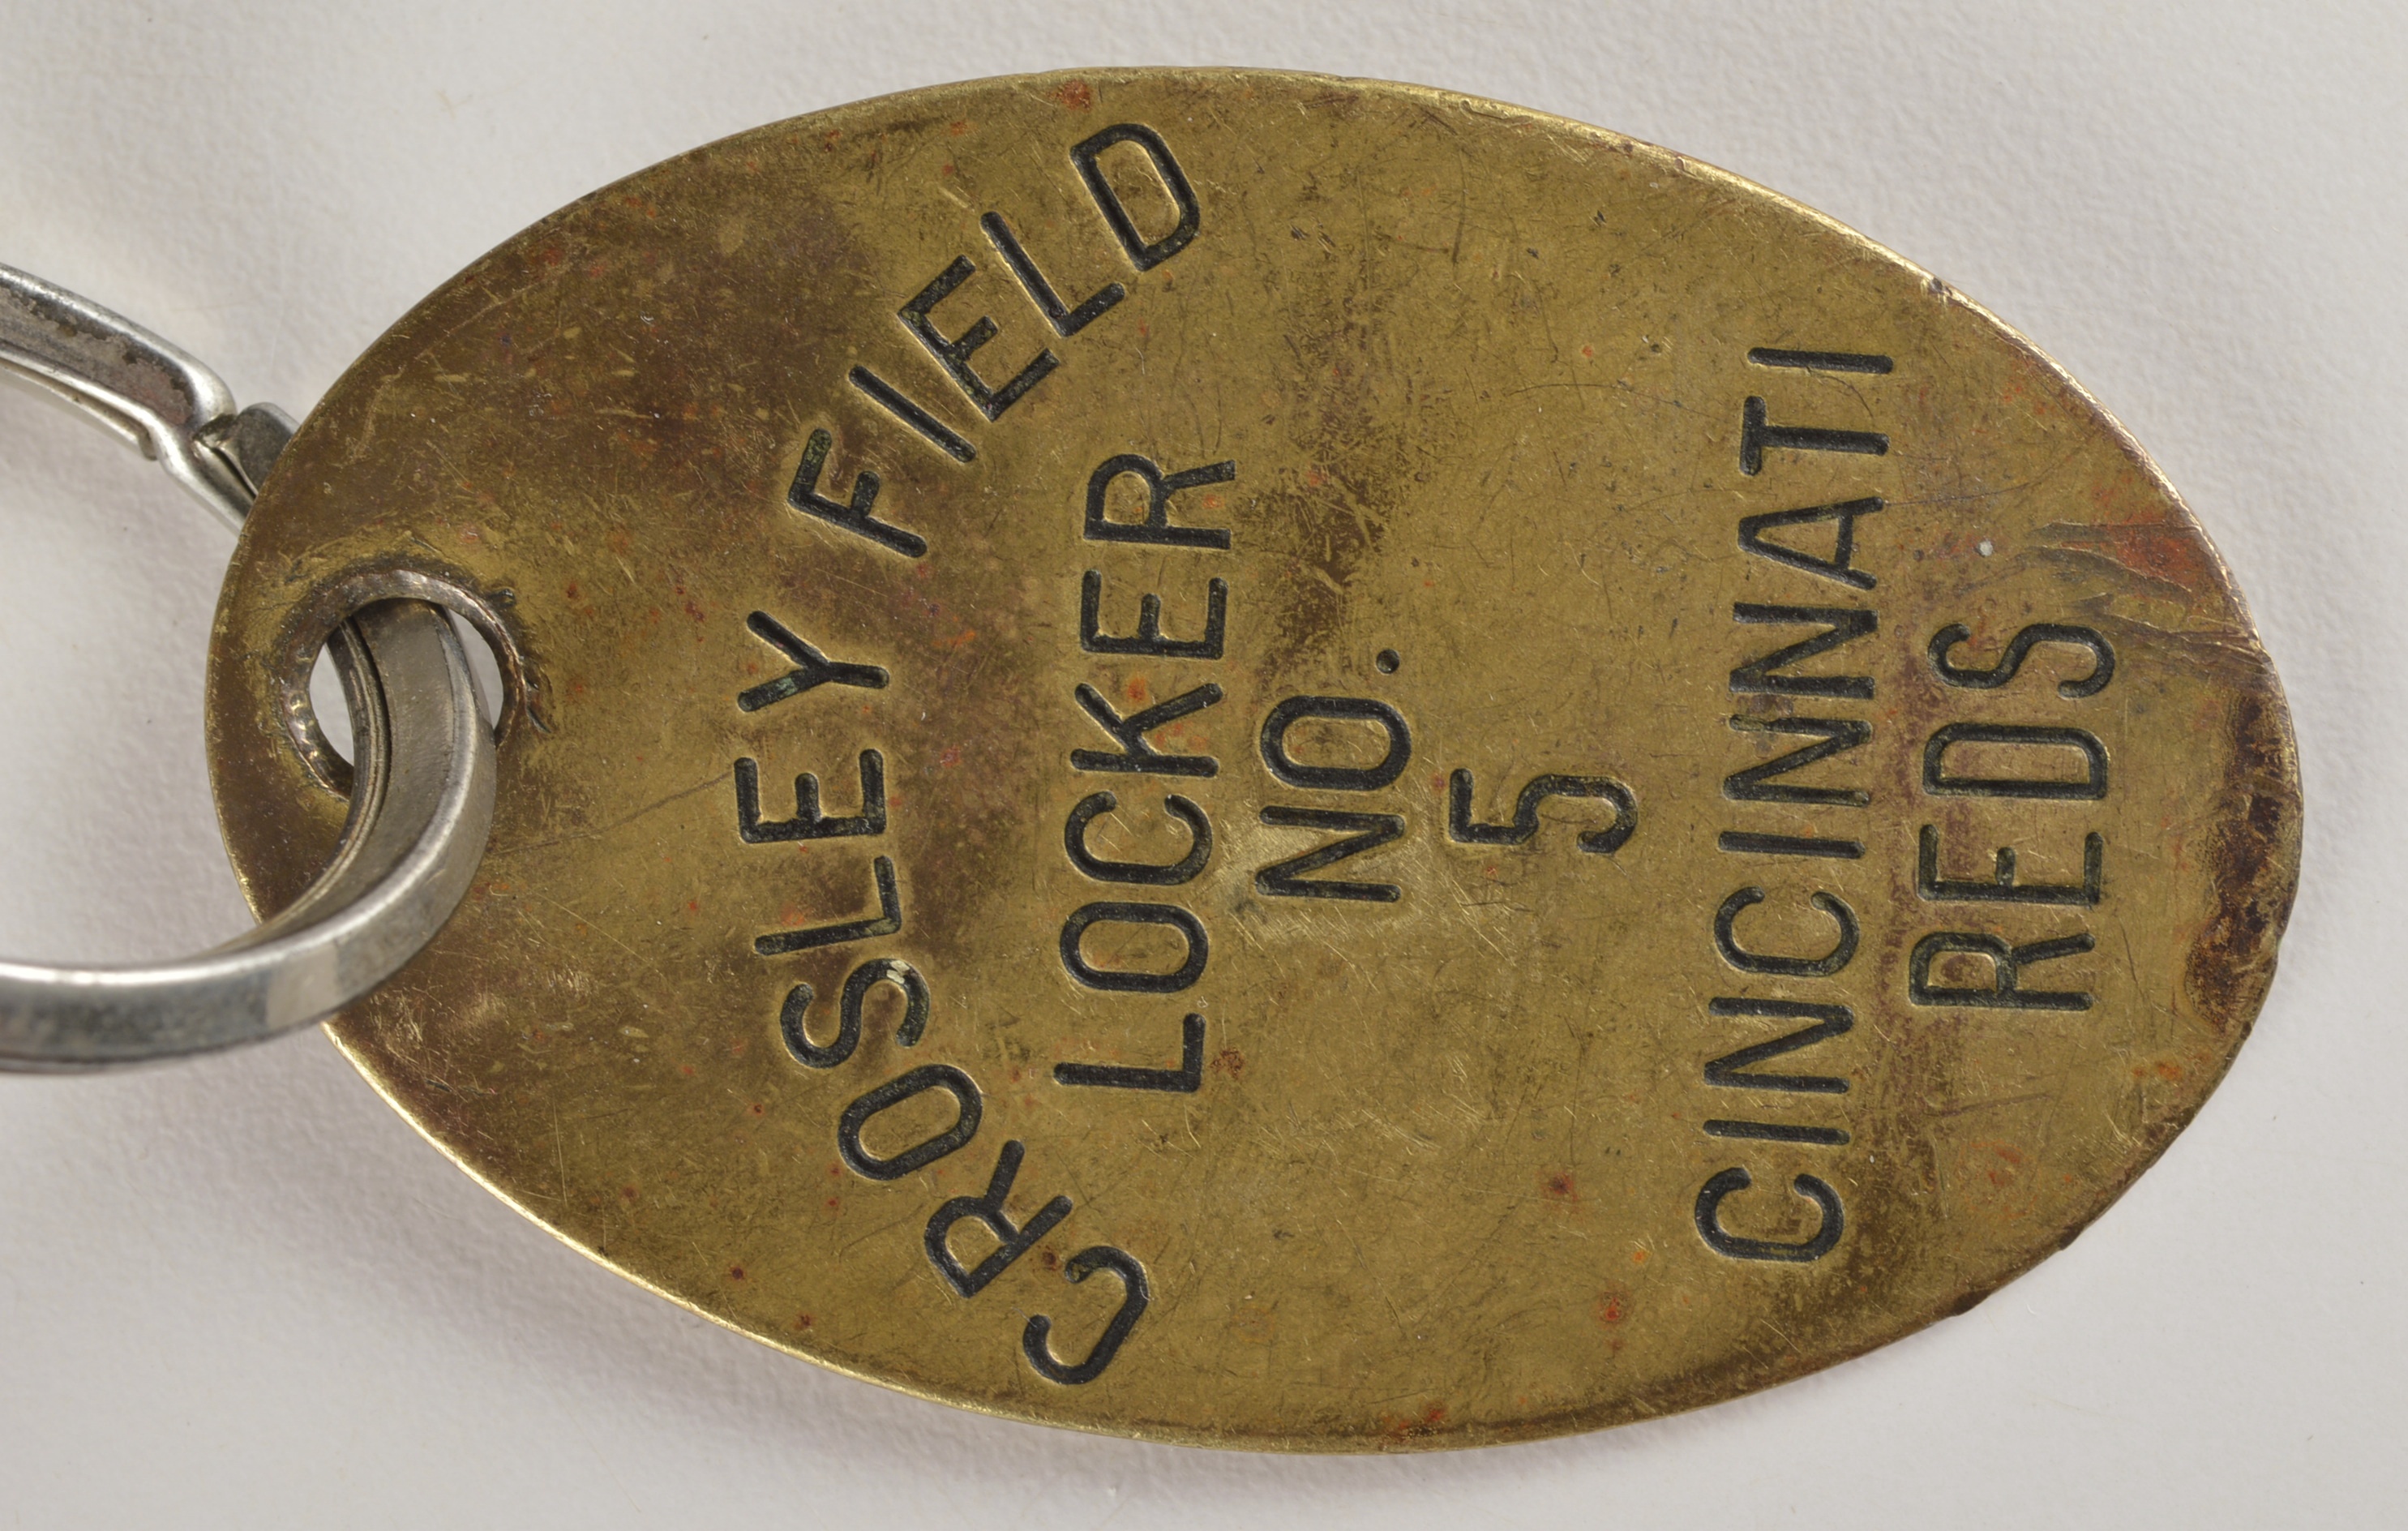 CROSLEY FIELD
LOCKER
NO.
5
CINCINNATI
REDS